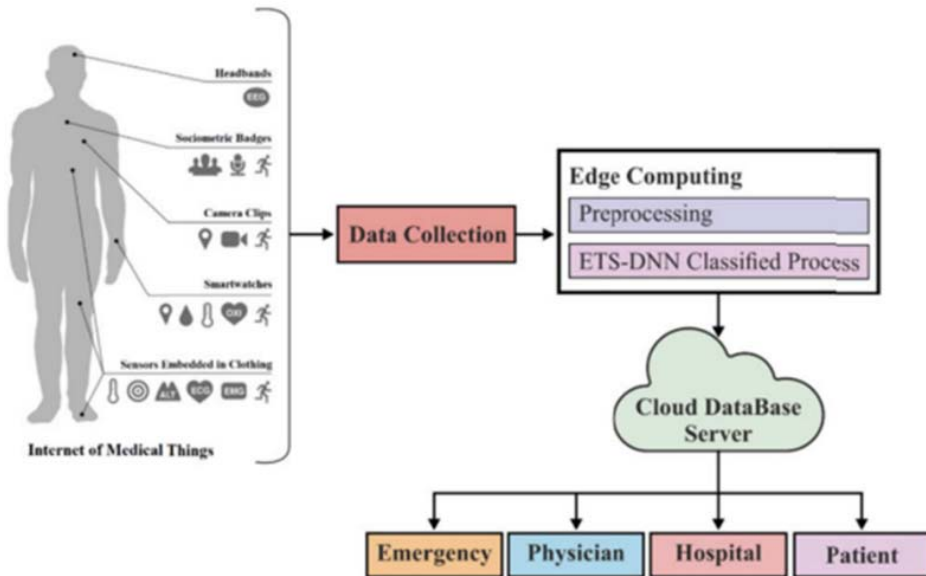 Headbands
EEG
Sociometric Badges
Camera Clips
Smartwatches
OXI
Sensors Embedded in Clothing
ALT
ECG
EMG
Internet of Medical Things
Data Collection
Edge Computing
Preprocessing
ETS-DNN Classified Process
Cloud DataBase
Server
Emergency
Physician
Hospital
Patient